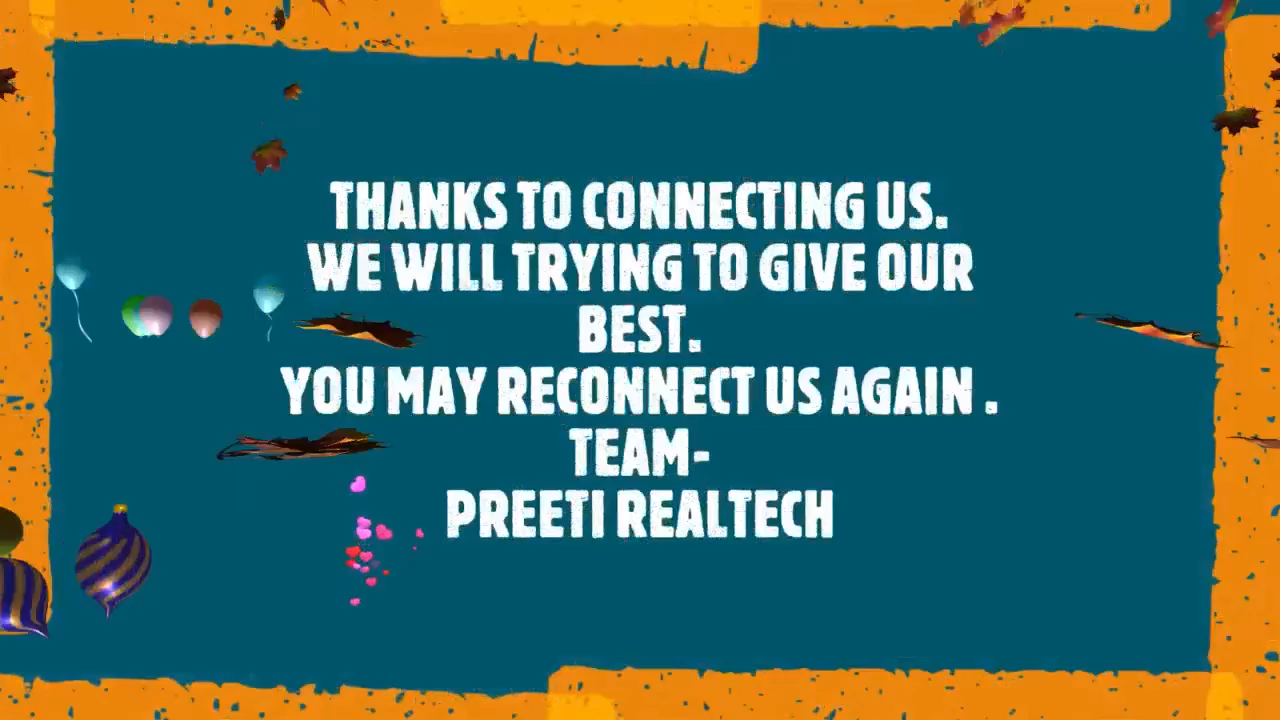 THANKS TO CONNECTING US.
WE WILL TRYING TO GIVE OUR
BEST.
YOU MAY RECONNECT US AGAIN .
TEAM-
PREETI REALTECH